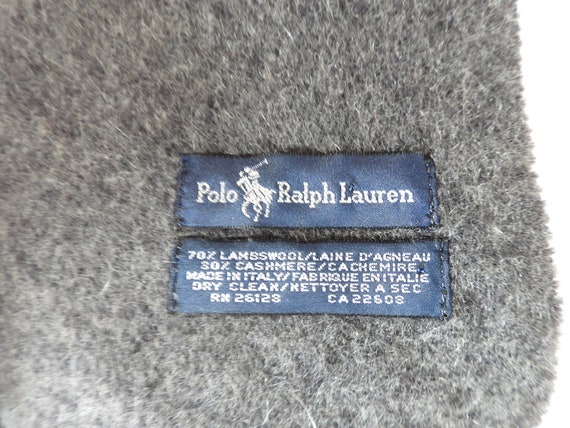 Polo Ralph Lauren
70% LAMBSWOOL/LAINE D'AGNEAU
30% CASHMERE/CACHEMIRE
MADE IN ITALY/FABRIQUE EN ITALIE
DRY CLEAN/NETTOYER A SEC
RN 26128 CA 22608